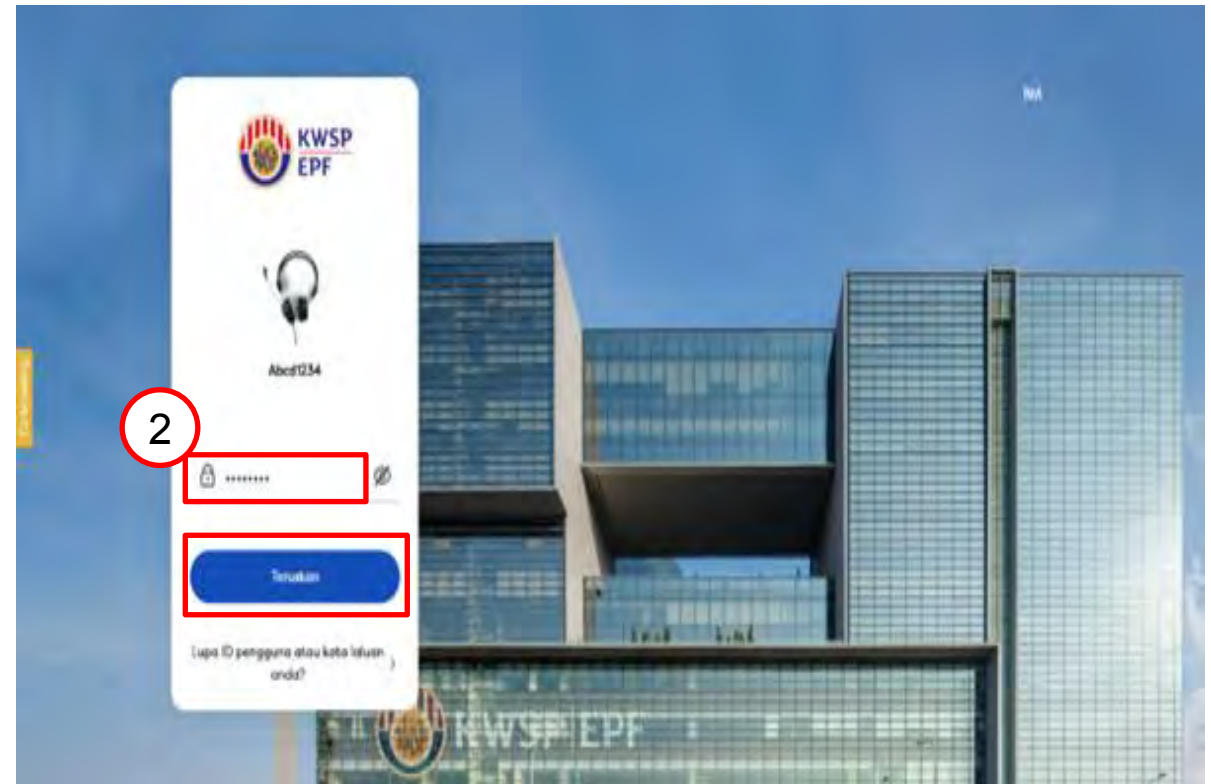 KWSP
EPF
Abcd1234
2
••••••••
Teruskan
Lupa ID pengguna atau kata laluan
anda?
KWSP EPF